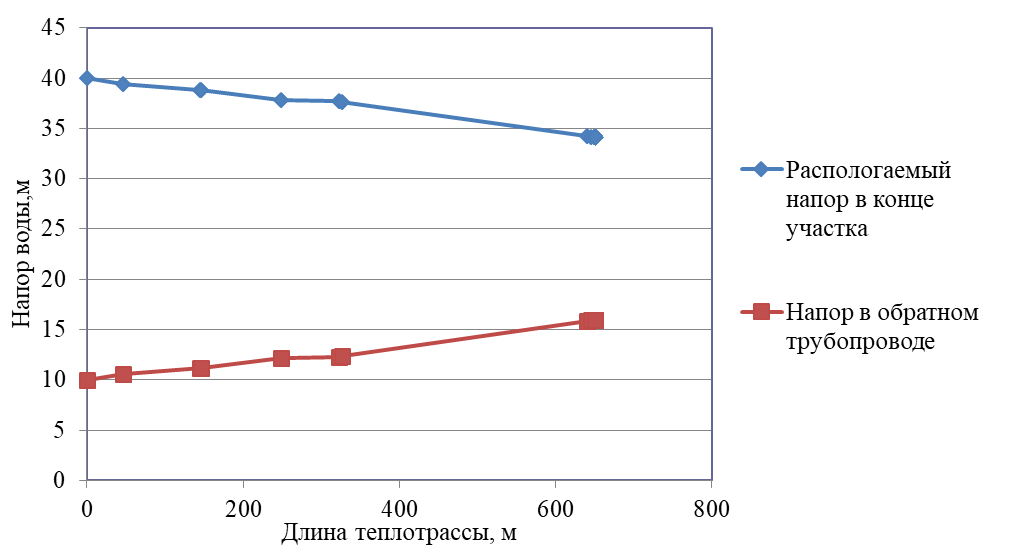 45
40
35
30
25
20
15
10
5
0
Напор воды,м
0 200 400 600 800
Длина теплотрассы, м
Распологаемый
напор в конце
участка
Напор в обратном
трубопроводе